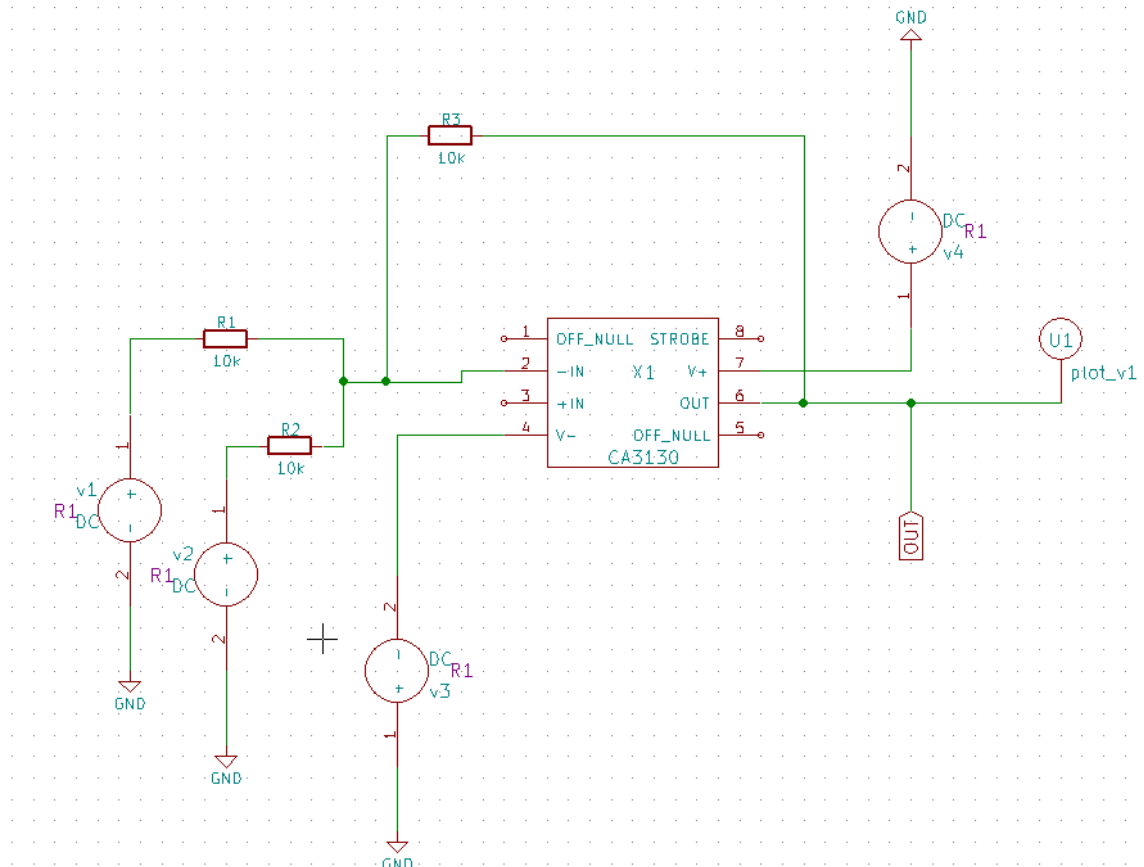 GND
R3
10k
2
DC
R1
v4
1
R1
10k
1
OFF_NULL
STROBE
8
U1
2
-IN
X1
V+
7
plot_v1
3
+IN
OUT
6
4
V-
OFF_NULL
5
CA3130
R2
10k
1
v1
R1
DC
2
GND
1
v2
R1
DC
2
GND
OUT
2
DC
R1
v3
1
GND